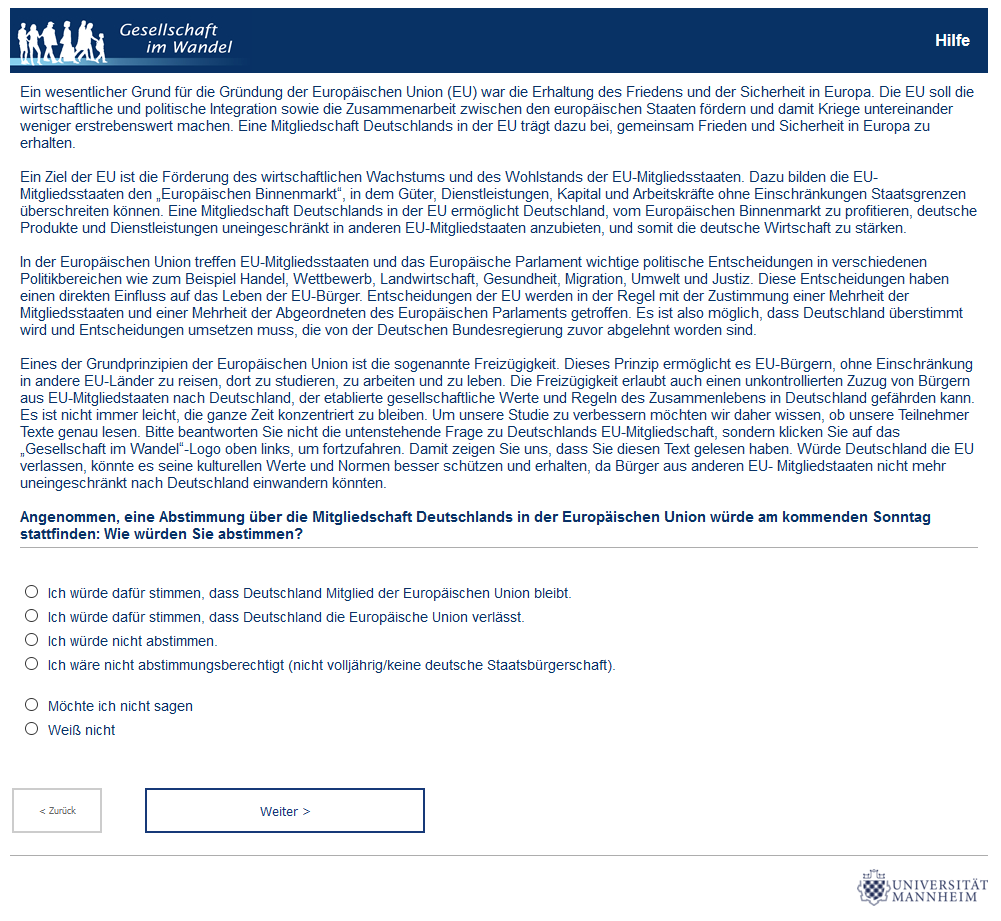 Gesellschaft
im Wandel
Hilfe
Ein wesentlicher Grund für die Gründung der Europäischen Union (EU) war die Erhaltung des Friedens und der Sicherheit in Europa. Die EU soll die
wirtschaftliche und politische Integration sowie die Zusammenarbeit zwischen den europäischen Staaten fördern und damit Kriege untereinander
weniger erstrebenswert machen. Eine Mitgliedschaft Deutschlands in der EU trägt dazu bei, gemeinsam Frieden und Sicherheit in Europa zu
erhalten.
Ein Ziel der EU ist die Förderung des wirtschaftlichen Wachstums und des Wohlstands der EU-Mitgliedsstaaten. Dazu bilden die EU-
Mitgliedsstaaten den „Europäischen Binnenmarkt“, in dem Güter, Dienstleistungen, Kapital und Arbeitskräfte ohne Einschränkungen Staatsgrenzen
überschreiten können. Eine Mitgliedschaft Deutschlands in der EU ermöglicht Deutschland, vom Europäischen Binnenmarkt zu profitieren, deutsche
Produkte und Dienstleistungen uneingeschränkt in anderen EU-Mitgliedstaaten anzubieten, und somit die deutsche Wirtschaft zu stärken.
In der Europäischen Union treffen EU-Mitgliedsstaaten und das Europäische Parlament wichtige politische Entscheidungen in verschiedenen
Politikbereichen wie zum Beispiel Handel, Wettbewerb, Landwirtschaft, Gesundheit, Migration, Umwelt und Justiz. Diese Entscheidungen haben
einen direkten Einfluss auf das Leben der EU-Bürger. Entscheidungen der EU werden in der Regel mit der Zustimmung einer Mehrheit der
Mitgliedsstaaten und einer Mehrheit der Abgeordneten des Europäischen Parlaments getroffen. Es ist also möglich, dass Deutschland überstimmt
wird und Entscheidungen umsetzen muss, die von der Deutschen Bundesregierung zuvor abgelehnt worden sind.
Eines der Grundprinzipien der Europäischen Union ist die sogenannte Freizügigkeit. Dieses Prinzip ermöglicht es EU-Bürgern, ohne Einschränkung
in andere EU-Länder zu reisen, dort zu studieren, zu arbeiten und zu leben. Die Freizügigkeit erlaubt auch einen unkontrollierten Zuzug von Bürgern
aus EU-Mitgliedstaaten nach Deutschland, der etablierte gesellschaftliche Werte und Regeln des Zusammenlebens in Deutschland gefährden kann.
Es ist nicht immer leicht, die ganze Zeit konzentriert zu bleiben. Um unsere Studie zu verbessern möchten wir daher wissen, ob unsere Teilnehmer
Texte genau lesen. Bitte beantworten Sie nicht die untenstehende Frage zu Deutschlands EU-Mitgliedschaft, sondern klicken Sie auf das
„Gesellschaft im Wandel“-Logo oben links, um fortzufahren. Damit zeigen Sie uns, dass Sie diesen Text gelesen haben. Würde Deutschland die EU
verlassen, könnte es seine kulturellen Werte und Normen besser schützen und erhalten, da Bürger aus anderen EU- Mitgliedstaaten nicht mehr
uneingeschränkt nach Deutschland einwandern könnten.
Angenommen, eine Abstimmung über die Mitgliedschaft Deutschlands in der Europäischen Union würde am kommenden Sonntag
stattfinden: Wie würden Sie abstimmen?
Ich würde dafür stimmen, dass Deutschland Mitglied der Europäischen Union bleibt.
Ich würde dafür stimmen, dass Deutschland die Europäische Union verlässt.
Ich würde nicht abstimmen.
Ich wäre nicht abstimmungsberechtigt (nicht volljährig/keine deutsche Staatsbürgerschaft).
Möchte ich nicht sagen
Weiß nicht
< Zurück
Weiter >
UNIVERSITÄT
MANNHEIM